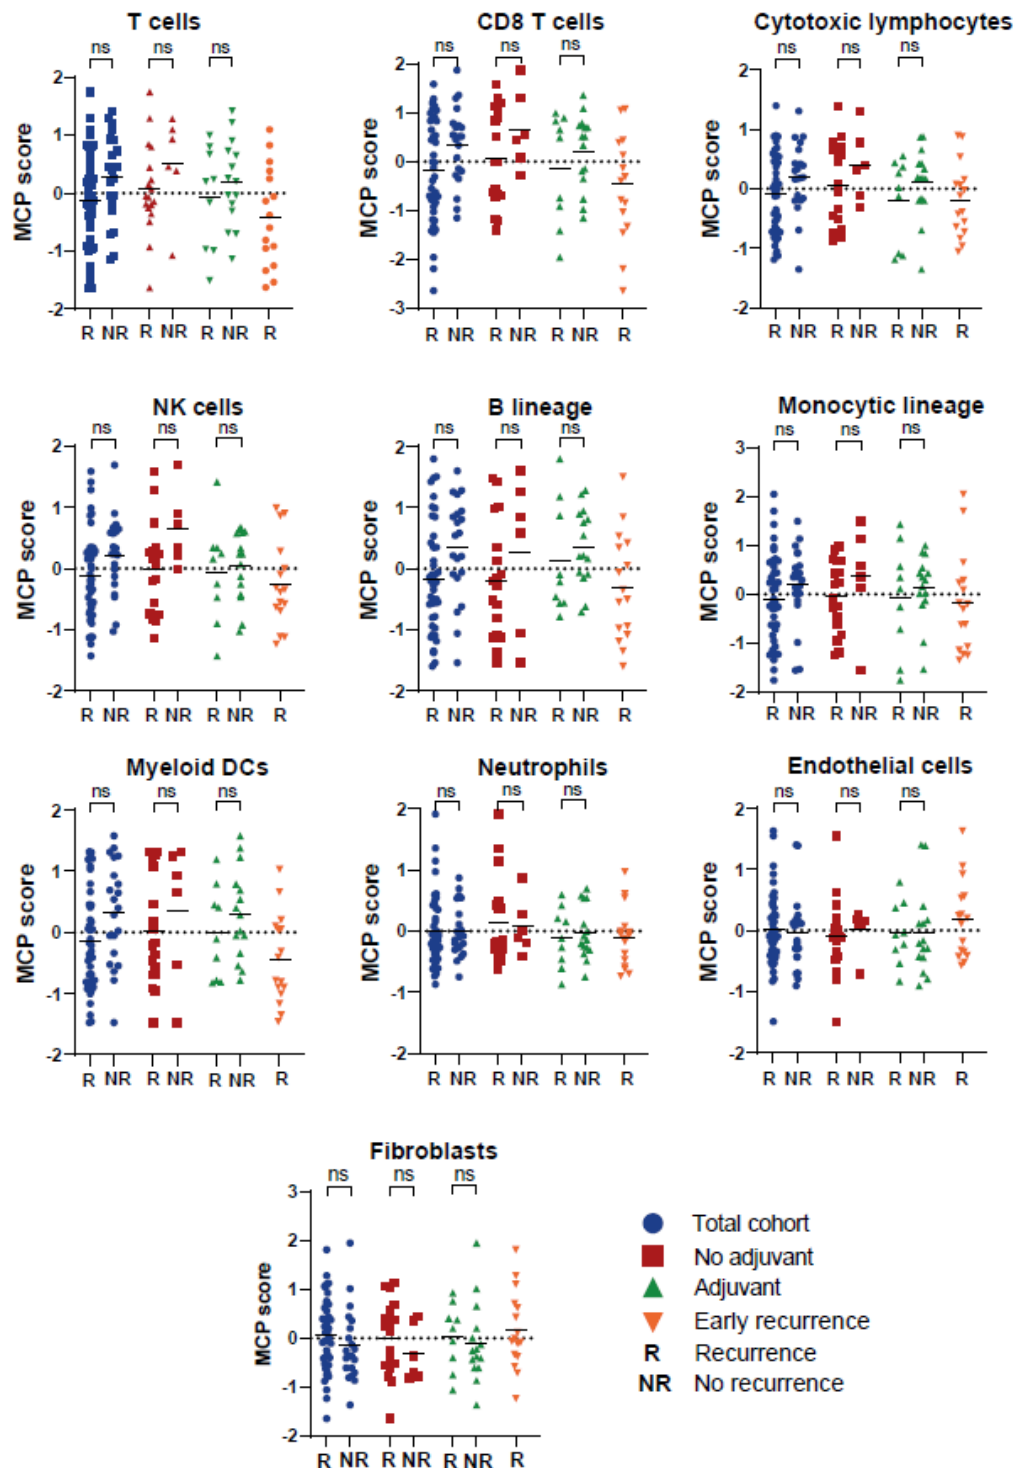 T cells
CD8 T cells
Cytotoxic lymphocytes
ns ns ns
ns ns ns
ns ns ns
MCP score
2
1
0
-1
-2
R NR R NR R NR R
MCP score
2
1
0
-1
-2
-3
R NR R NR R NR R
MCP score
2
1
0
-1
-2
R NR R NR R NR R
NK cells
B lineage
Monocytic lineage
ns ns ns
ns ns ns
ns ns ns
MCP score
2
1
0
-1
-2
R NR R NR R NR R
MCP score
2
1
0
-1
-2
R NR R NR R NR R
MCP score
3
2
1
0
-1
-2
R NR R NR R NR R
Myeloid DCs
Neutrophils
Endothelial cells
ns ns ns
ns ns ns
ns ns ns
MCP score
2
1
0
-1
-2
R NR R NR R NR R
MCP score
2
1
0
-1
-2
R NR R NR R NR R
MCP score
2
1
0
-1
-2
R NR R NR R NR R
Fibroblasts
ns ns ns
MCP score
3
2
1
0
-1
-2
R NR R NR R NR R
Total cohort
No adjuvant
Adjuvant
Early recurrence
R Recurrence
NR No recurrence